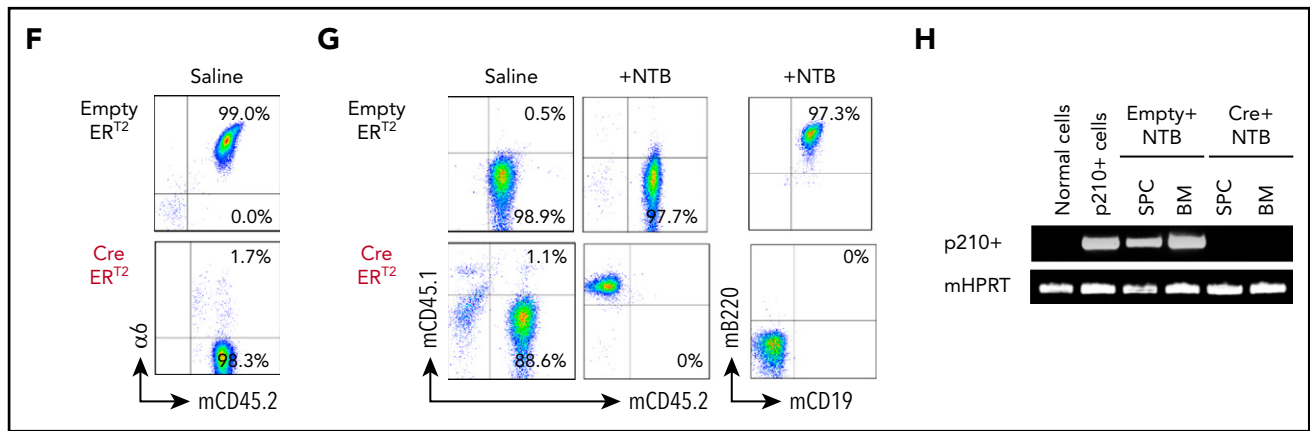 F
Saline
Empty
ER^T2
99.0%
0.0%
Cre
ER^T2
1.7%
98.3%
α6
mCD45.2
G
Saline
+NTB
+NTB
Empty
ER^T2
0.5%
98.9%
97.7%
97.3%
Cre
ER^T2
1.1%
88.6%
0%
0%
mCD45.1
mCD45.2
mB220
mCD19
H
Normal cells
p210+ cells
Empty+
NTB
Cre+
NTB
SPC
BM
SPC
BM
p210+
mHPRT